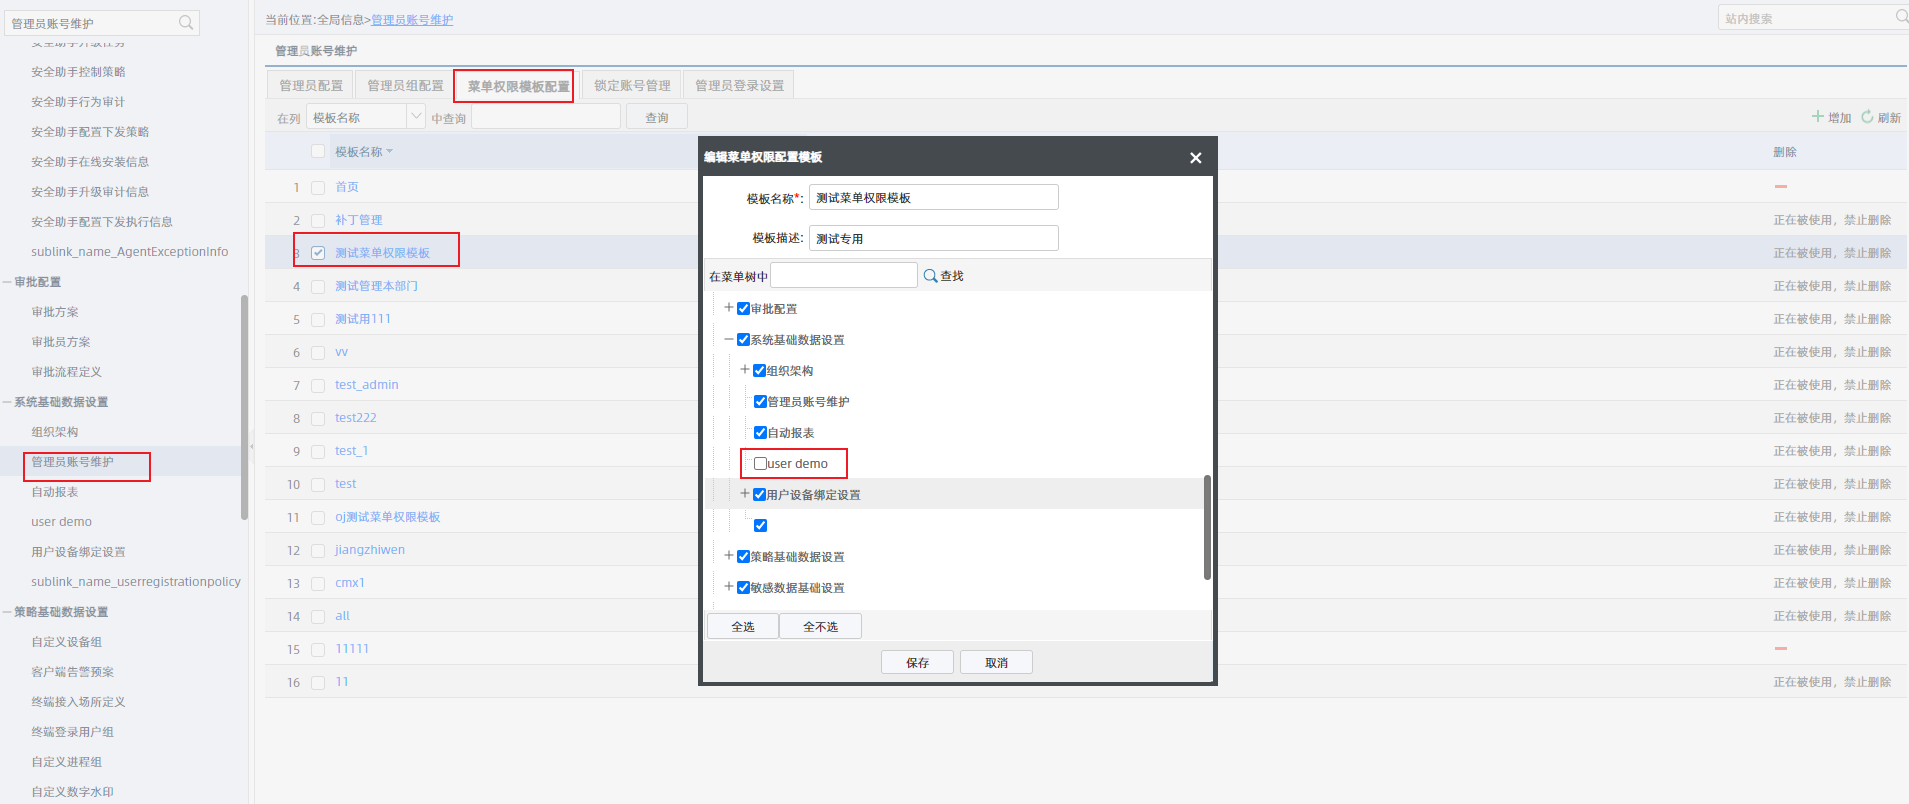 管理员账号维护
安全助手升级任务
安全助手控制策略
安全助手行为审计
安全助手配置下发策略
安全助手在线安装信息
安全助手升级审计信息
安全助手配置下发执行信息
sublink_name_AgentExceptionInfo
审批配置
审批方案
审批员方案
审批流程定义
系统基础数据设置
组织架构
管理员账号维护
自动报表
user demo
用户设备绑定设置
sublink_name_userregistrationpolicy
策略基础数据设置
自定义设备组
客户端告警预案
终端接入场所定义
终端登录用户组
自定义进程组
自定义数字水印
当前位置:全局信息>管理员账号维护
站内搜索
管理员账号维护
管理员配置 管理员组配置 菜单权限模板配置 锁定账号管理 管理员登录设置
在列 模板名称 中查询 查询 增加 刷新
模板名称 删除
1 首页
2 补丁管理 正在被使用，禁止删除
3 测试菜单权限模板 正在被使用，禁止删除
4 测试管理本部门 正在被使用，禁止删除
5 测试用111 正在被使用，禁止删除
6 vv 正在被使用，禁止删除
7 test_admin 正在被使用，禁止删除
8 test222 正在被使用，禁止删除
9 test_1 正在被使用，禁止删除
10 test 正在被使用，禁止删除
11 oj测试菜单权限模板 正在被使用，禁止删除
12 jiangzhiwen 正在被使用，禁止删除
13 cmx1 正在被使用，禁止删除
14 all 正在被使用，禁止删除
15 11111
16 11 正在被使用，禁止删除
编辑菜单权限配置模板
模板名称*: 测试菜单权限模板
模板描述: 测试专用
在菜单树中 查找
审批配置
系统基础数据设置
组织架构
管理员账号维护
自动报表
user demo
用户设备绑定设置
策略基础数据设置
敏感数据基础设置
全选 全不选
保存 取消